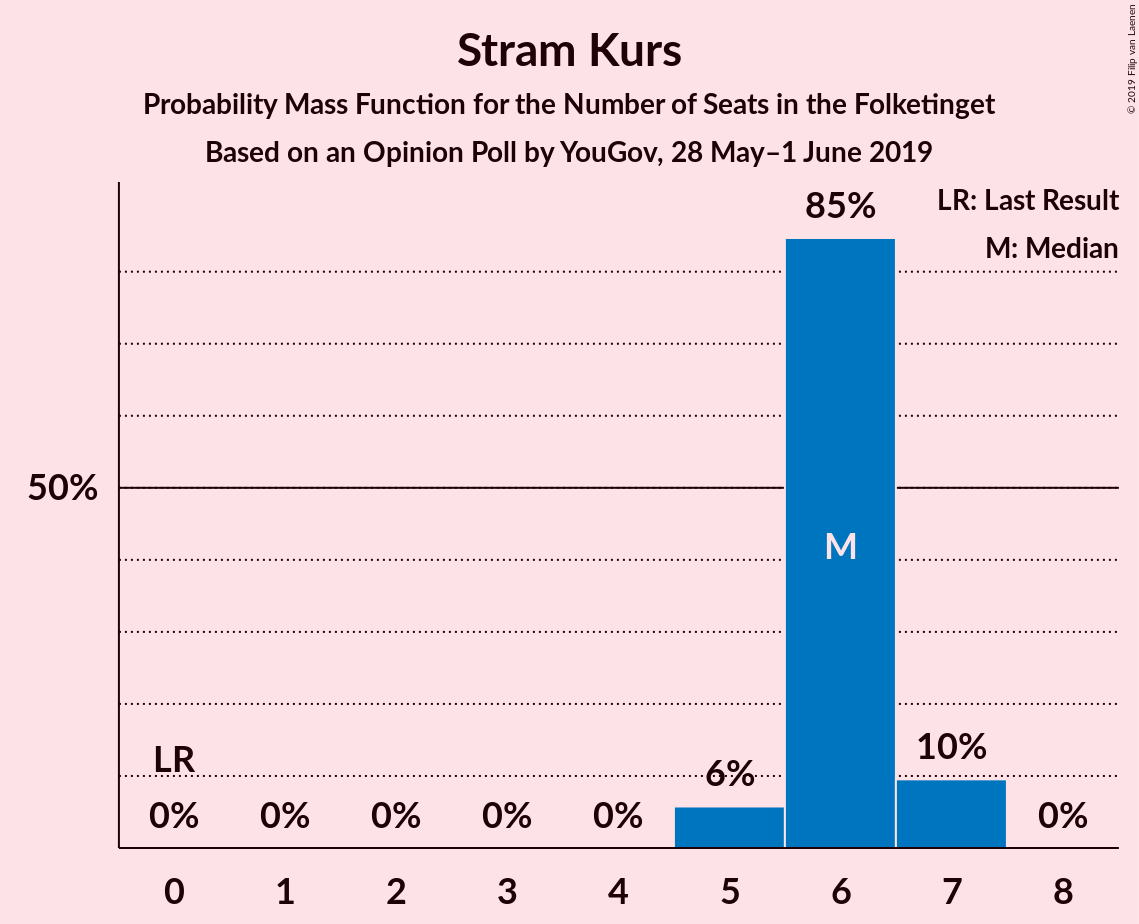 Stram Kurs
Probability Mass Function for the Number of Seats in the Folketinget
Based on an Opinion Poll by YouGov, 28 May–1 June 2019
© 2019 Filip van Laenen
LR: Last Result
M: Median
85%
50%
M
LR
6%
10%
0% 0% 0% 0% 0% 0%
0 1 2 3 4 5 6 7 8